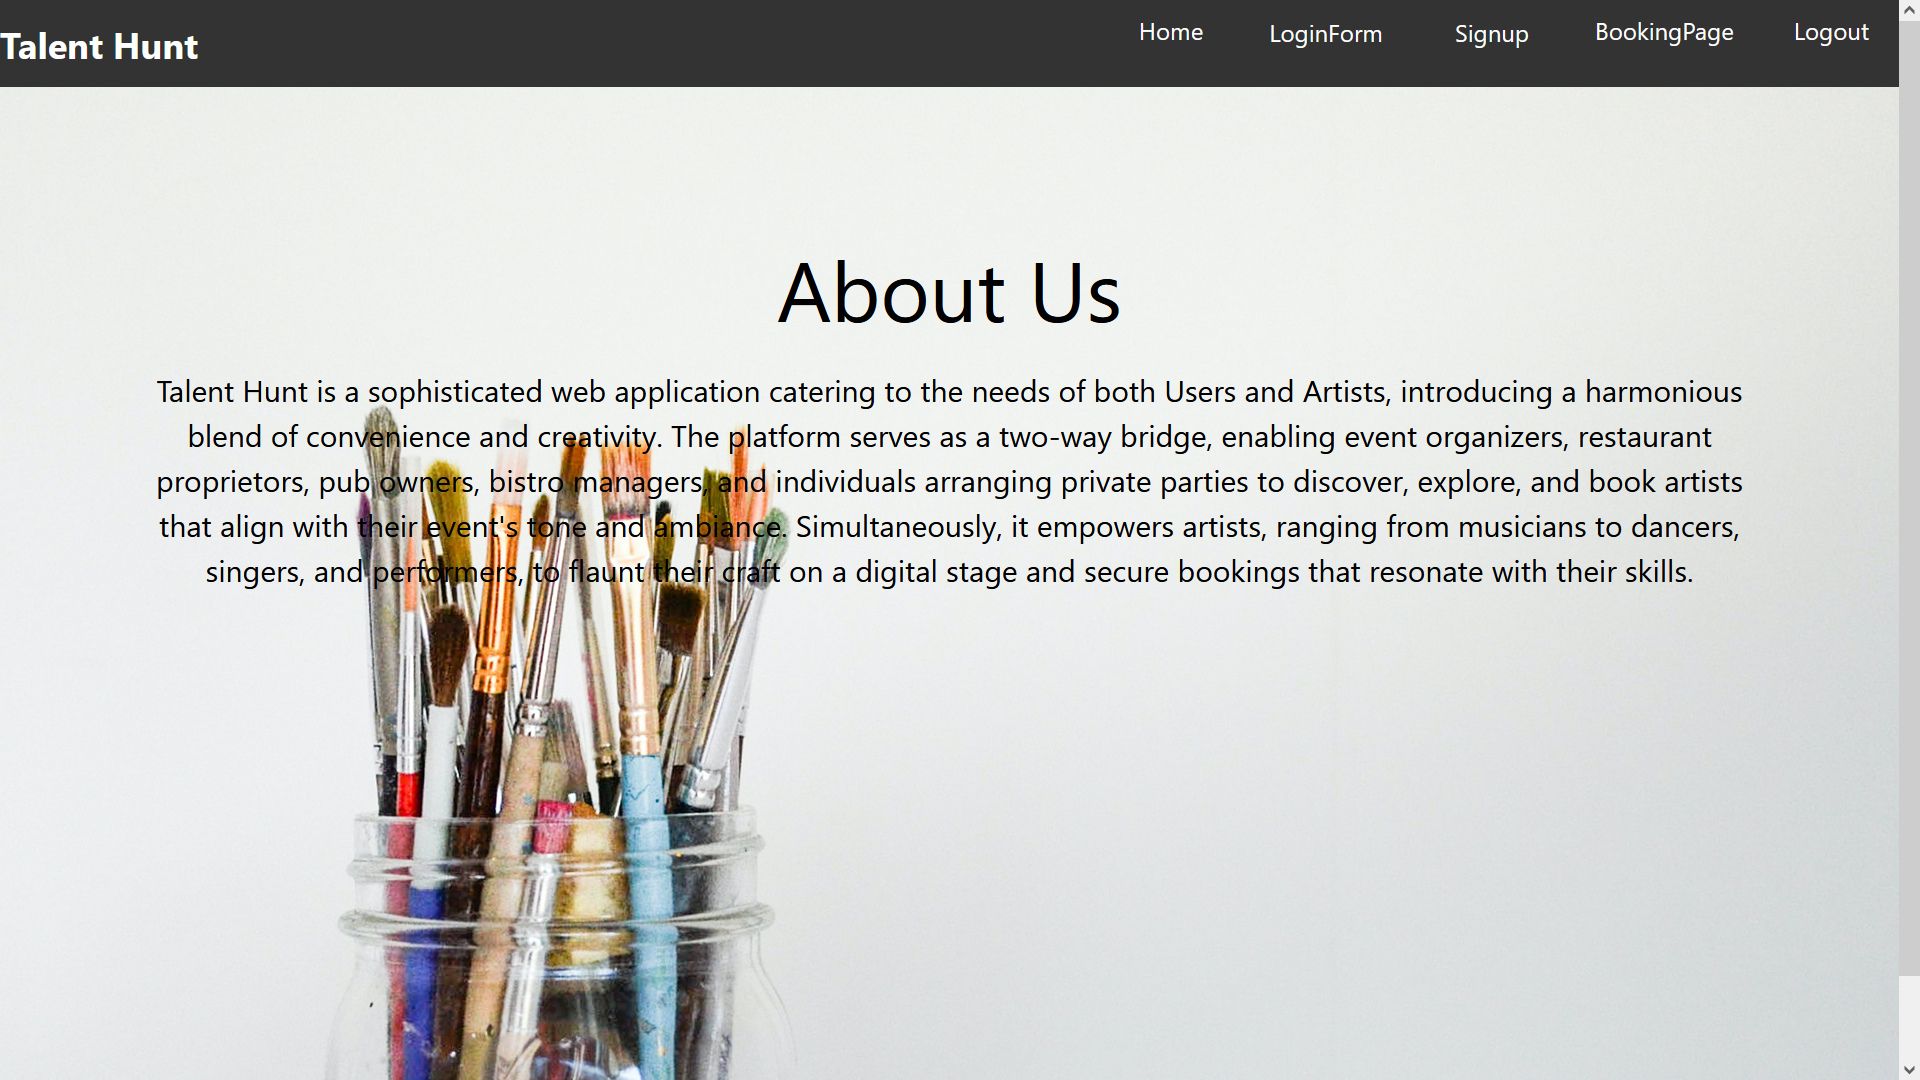 Talent Hunt
Home LoginForm Signup BookingPage Logout
About Us
Talent Hunt is a sophisticated web application catering to the needs of both Users and Artists, introducing a harmonious
blend of convenience and creativity. The platform serves as a two-way bridge, enabling event organizers, restaurant
proprietors, pub owners, bistro managers, and individuals arranging private parties to discover, explore, and book artists
that align with their event's tone and ambiance. Simultaneously, it empowers artists, ranging from musicians to dancers,
singers, and performers, to flaunt their craft on a digital stage and secure bookings that resonate with their skills.